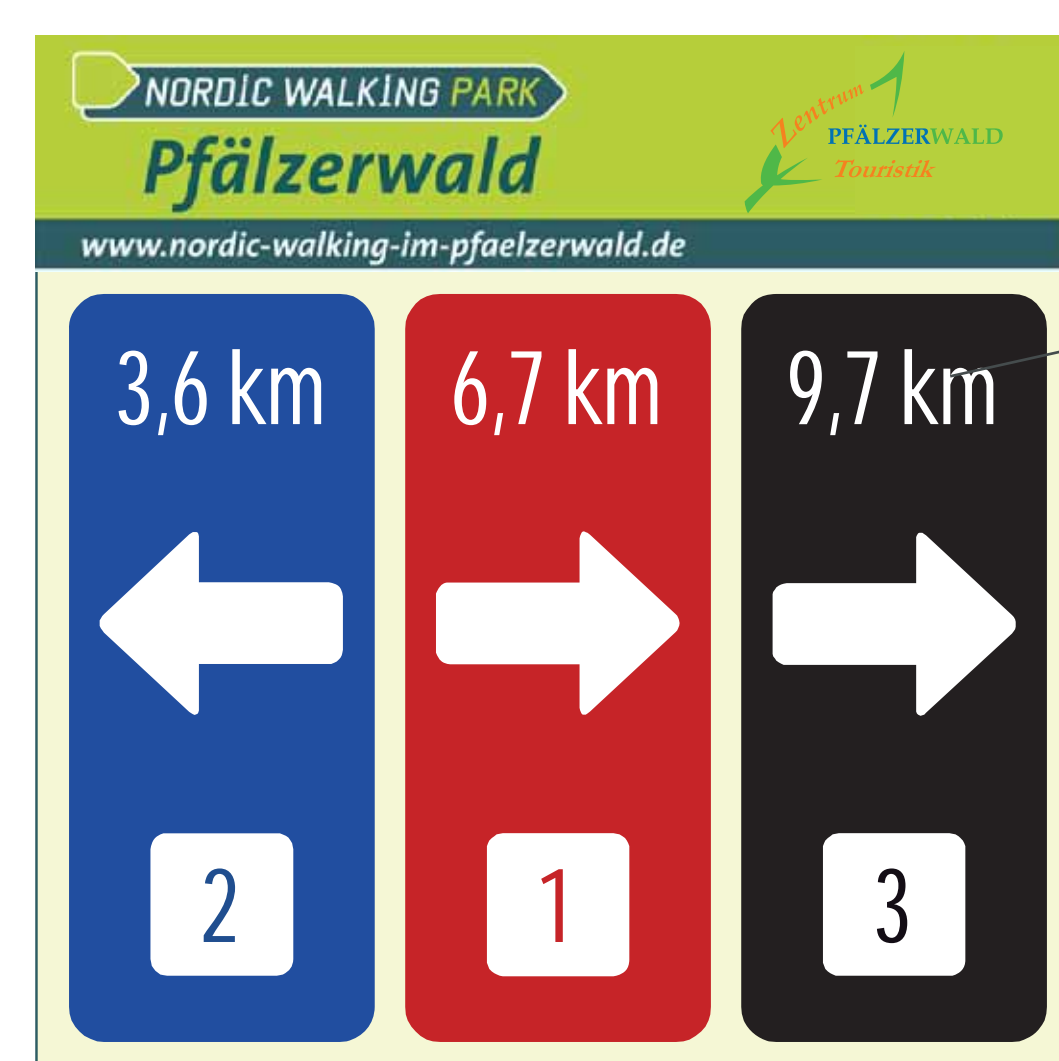 NORDIC WALKING PARK
Pfälzerwald
Zentrum
PFÄLZERWALD
Touristik
www.nordic-walking-im-pfaelzerwald.de
3,6 km
6,7 km
9,7 km
2
1
3